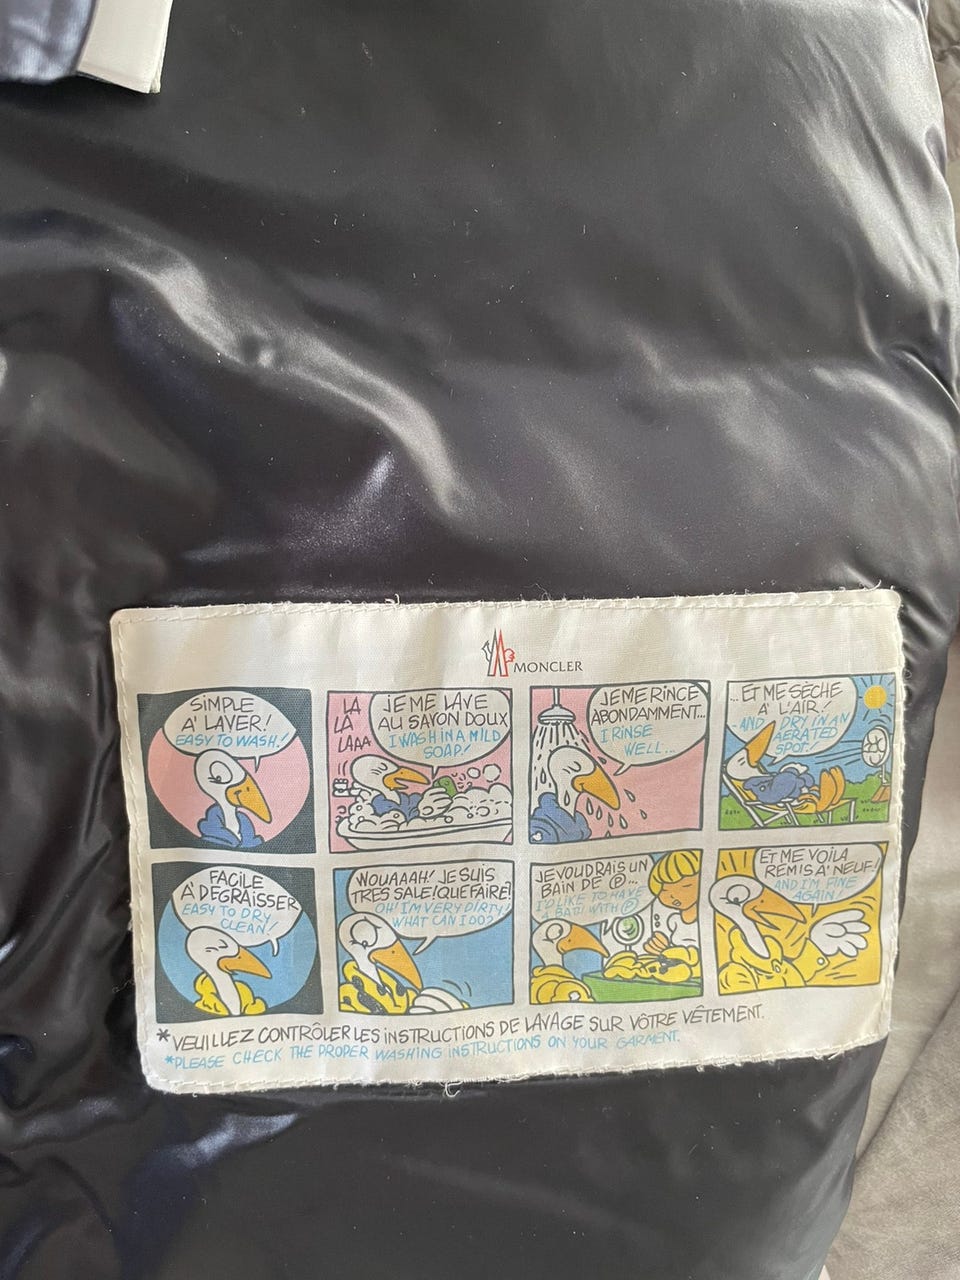 MONCLER
SIMPLE
A' LAVER!
EASY TO WASH!
LA
LA
LAAA
JE ME LAVE
AU SAVON DOUX
I WASH IN A MILD
SOAP!
JE ME RINCE
ABONDAMMENT...
I RINSE
WELL...
...ET ME SÈCHE
A' L'AIR!
-AND DRY IN AN
AERATED
SPOT!
FACILE
A' DEGRAISSER
EASY TO DRY
CLEAN!
WOUAAAH! JE SUIS
TRES SALE! QUE FAIRE?
OH! I'M VERY DIRTY!
WHAT CAN I DO?
JE VOUDRAIS UN
BAIN DE Ⓟ...
I'D LIKE TO HAVE
A BATH WITH Ⓟ
ET ME VOILA
REMIS A' NEUF!
AND I'M FINE
AGAIN!
*VEUILLEZ CONTRÔLER LES iNSTRUCTIONS DE LAVAGE SUR VÔTRE VÊTEMENT.
*PLEASE CHECK THE PROPER WASHING INSTRUCTIONS ON YOUR GARMENT.